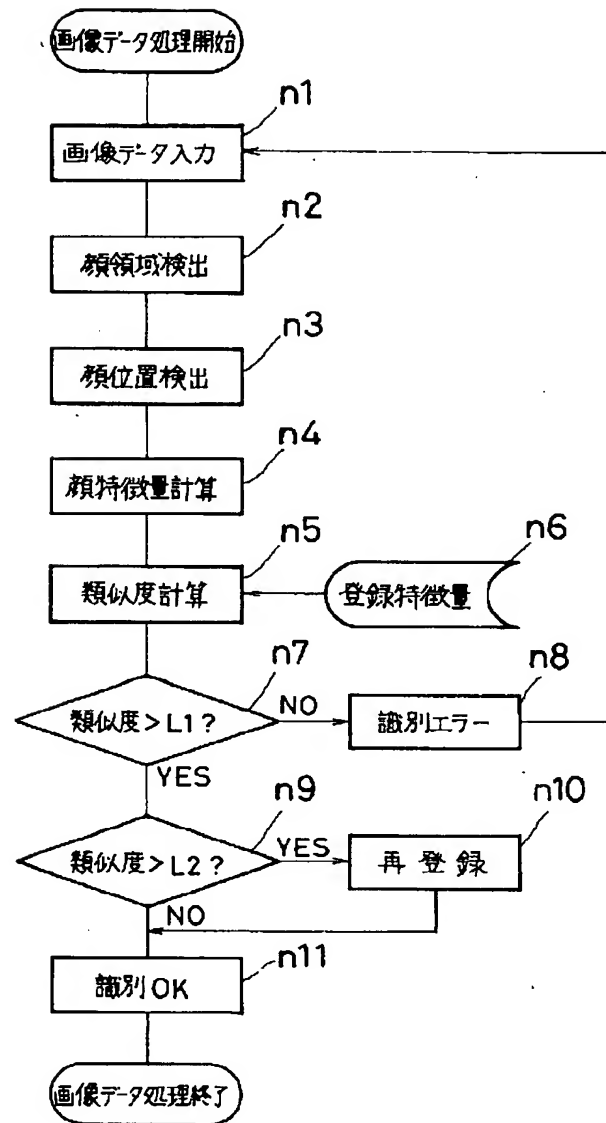 画像データ処理開始
n1
画像データ入力
n2
顔領域検出
n3
顔位置検出
n4
顔特徴量計算
n5
類似度計算
n6
登録特徴量
n7
類似度>L1?
NO
n8
識別エラー
YES
n9
類似度>L2?
YES
n10
再登録
NO
n11
識別OK
画像データ処理終了